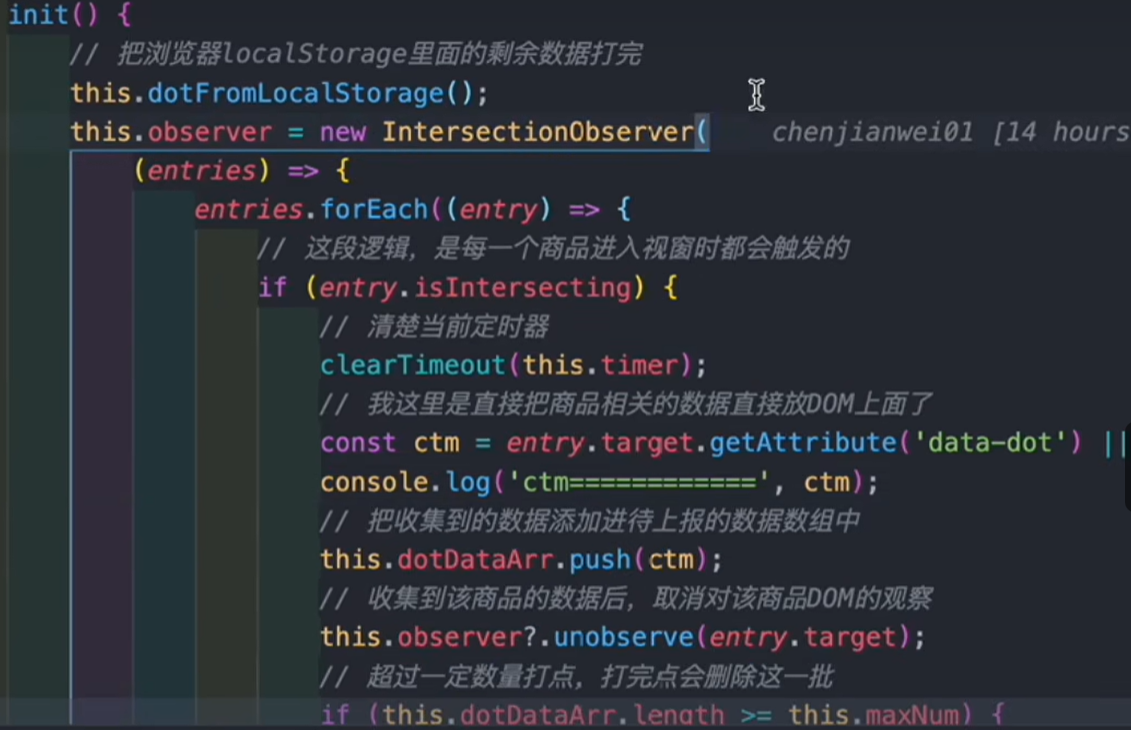 init() {
// 把浏览器localStorage里面的剩余数据打完
this.dotFromLocalStorage();
this.observer = new IntersectionObserver( chenjianwei01 [14 hours
(entries) => {
entries.forEach((entry) => {
// 这段逻辑，是每一个商品进入视窗时都会触发的
if (entry.isIntersecting) {
// 清楚当前定时器
clearTimeout(this.timer);
// 我这里是直接把商品相关的数据直接放DOM上面了
const ctm = entry.target.getAttribute('data-dot') ||
console.log('ctm============', ctm);
// 把收集到的数据添加进待上报的数据数组中
this.dotDataArr.push(ctm);
// 收集到该商品的数据后，取消对该商品DOM的观察
this.observer?.unobserve(entry.target);
// 超过一定数量打点，打完点会删除这一批
if (this.dotDataArr.length >= this.maxNum) {